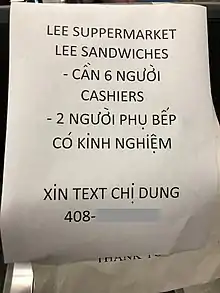 LEE SUPPERMARKET
LEE SANDWICHES
- CẦN 6 NGƯỜI
CASHIERS
- 2 NGƯỜI PHỤ BẾP
CÓ KINH NGHIỆM
XIN TEXT CHỊ DUNG
408-
THANK